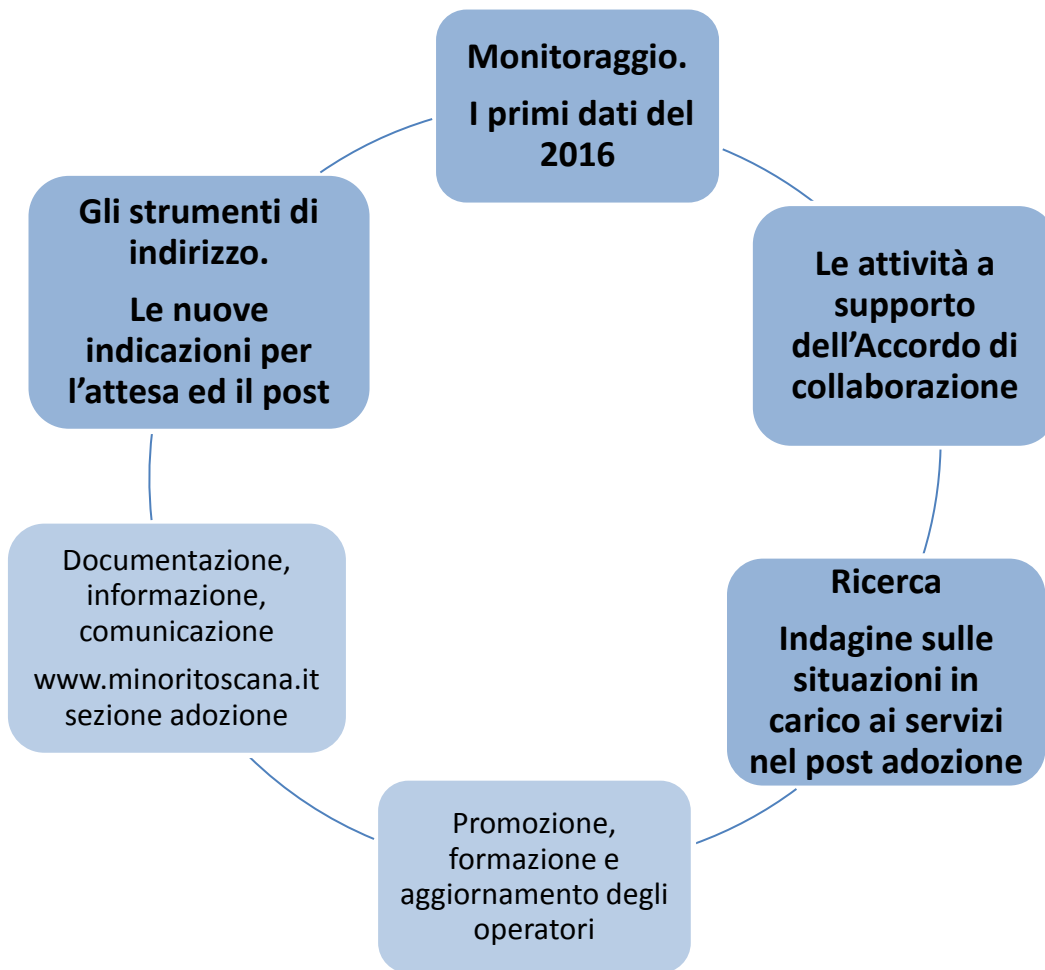 Monitoraggio.
I primi dati del
2016
Le attività a
supporto
dell'Accordo di
collaborazione
Ricerca
Indagine sulle
situazioni in
carico ai servizi
nel post adozione
Promozione,
formazione e
aggiornamento degli
operatori
Documentazione,
informazione,
comunicazione
www.minoritoscana.it
sezione adozione
Gli strumenti di
indirizzo.
Le nuove
indicazioni per
l'attesa ed il post